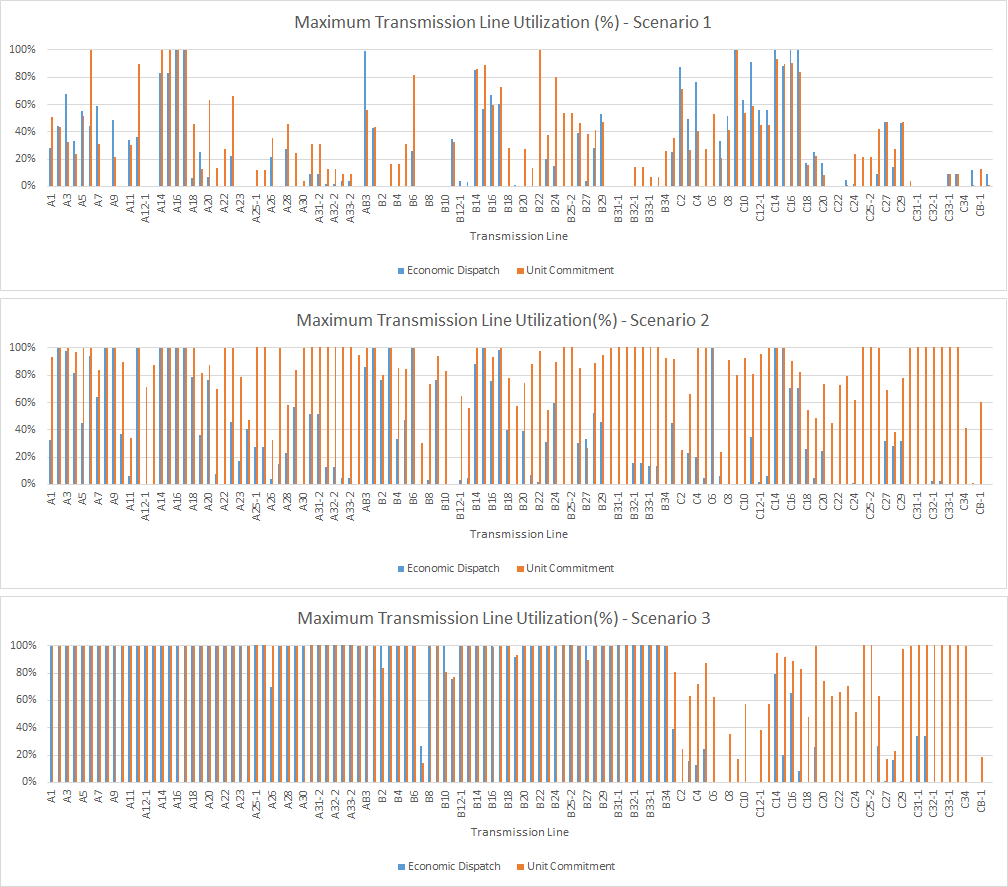 Maximum Transmission Line Utilization (%) - Scenario 1
100%
80%
60%
40%
20%
0%
A1 A3 A5 A7 A9 A11 A12-1 A14 A16 A18 A20 A22 A23 A25-1 A26 A28 A30 A31-2 A32-2 A33-2 AB3 B2 B4 B6 B8 B10 B12-1 B14 B16 B18 B20 B22 B24 B25-2 B27 B29 B31-1 B32-1 B33-1 B34 C2 C4 C6 C8 C10 C12-1 C14 C16 C18 C20 C22 C24 C25-2 C27 C29 C31-1 C32-1 C33-1 C34 CB-1
Transmission Line
Economic Dispatch Unit Commitment
Maximum Transmission Line Utilization(%) - Scenario 2
100%
80%
60%
40%
20%
0%
A1 A3 A5 A7 A9 A11 A12-1 A14 A16 A18 A20 A22 A23 A25-1 A26 A28 A30 A31-2 A32-2 A33-2 AB3 B2 B4 B6 B8 B10 B12-1 B14 B16 B18 B20 B22 B24 B25-2 B27 B29 B31-1 B32-1 B33-1 B34 C2 C4 C6 C8 C10 C12-1 C14 C16 C18 C20 C22 C24 C25-2 C27 C29 C31-1 C32-1 C33-1 C34 CB-1
Transmission Line
Economic Dispatch Unit Commitment
Maximum Transmission Line Utilization(%) - Scenario 3
100%
80%
60%
40%
20%
0%
A1 A3 A5 A7 A9 A11 A12-1 A14 A16 A18 A20 A22 A23 A25-1 A26 A28 A30 A31-2 A32-2 A33-2 AB3 B2 B4 B6 B8 B10 B12-1 B14 B16 B18 B20 B22 B24 B25-2 B27 B29 B31-1 B32-1 B33-1 B34 C2 C4 C6 C8 C10 C12-1 C14 C16 C18 C20 C22 C24 C25-2 C27 C29 C31-1 C32-1 C33-1 C34 CB-1
Transmission Line
Economic Dispatch Unit Commitment